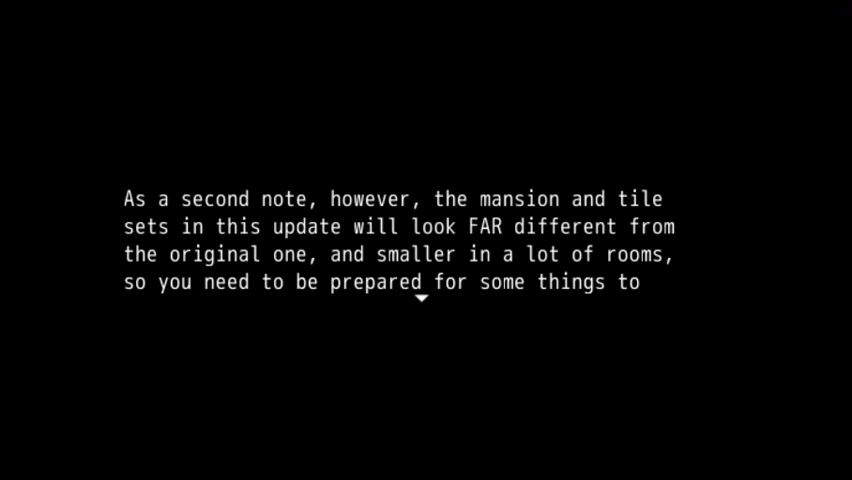 As a second note, however, the mansion and tile
sets in this update will look FAR different from
the original one, and smaller in a lot of rooms,
so you need to be prepared for some things to